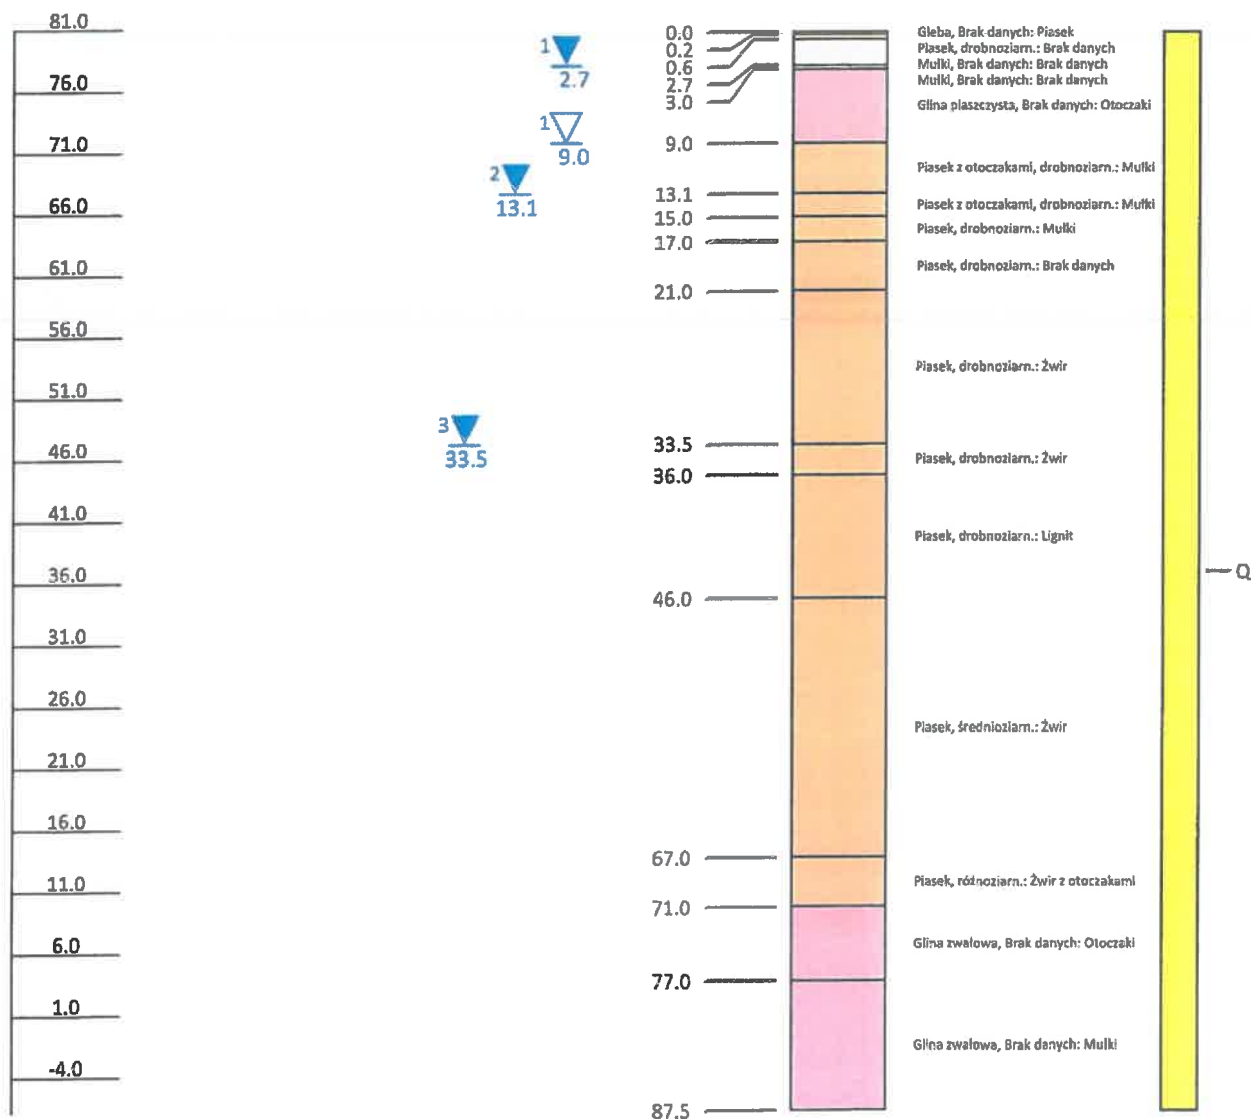 81.0
76.0
71.0
66.0
61.0
56.0
51.0
46.0
41.0
36.0
31.0
26.0
21.0
16.0
11.0
6.0
1.0
-4.0
1
2.7
1
9.0
2
13.1
3
33.5
0.0
0.2
0.6
2.7
3.0
9.0
13.1
15.0
17.0
21.0
33.5
36.0
46.0
67.0
71.0
77.0
87.5
Gleba, Brak danych: Piasek
Piasek, drobnoziarn.: Brak danych
Mułki, Brak danych: Brak danych
Mułki, Brak danych: Brak danych
Glina piaszczysta, Brak danych: Otoczaki
Piasek z otoczakami, drobnoziarn.: Mułki
Piasek z otoczakami, drobnoziarn.: Mułki
Piasek, drobnoziarn.: Mułki
Piasek, drobnoziarn.: Brak danych
Piasek, drobnoziarn.: Żwir
Piasek, drobnoziarn.: Żwir
Piasek, drobnoziarn.: Lignit
Piasek, średnioziarn.: Żwir
Piasek, różnoziarn.: Żwir z otoczakami
Glina zwałowa, Brak danych: Otoczaki
Glina zwałowa, Brak danych: Mułki
Q